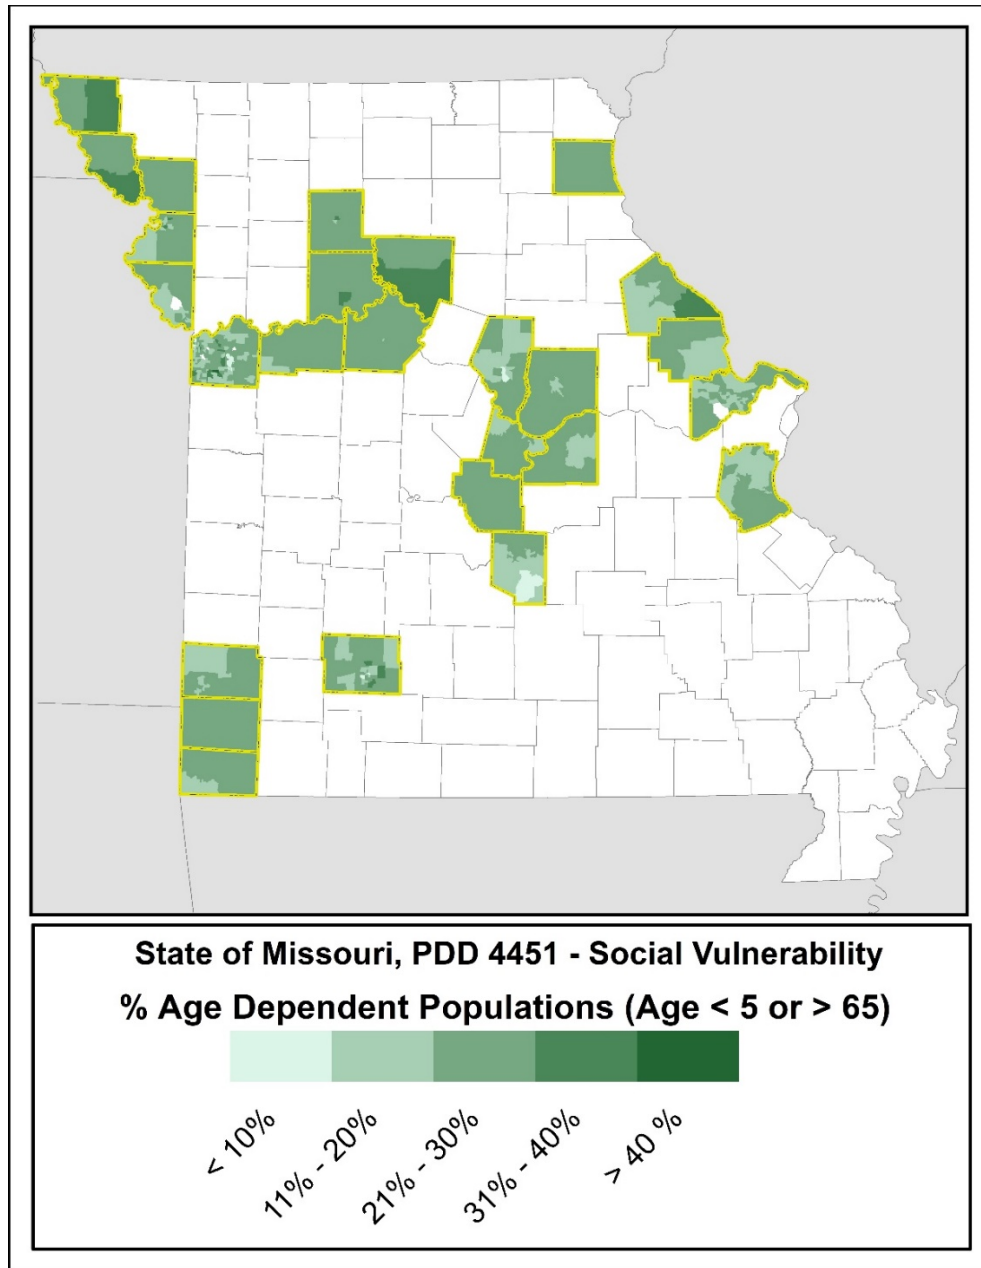 State of Missouri, PDD 4451 - Social Vulnerability
% Age Dependent Populations (Age < 5 or > 65)
< 10%
11% - 20%
21% - 30%
31% - 40%
> 40 %